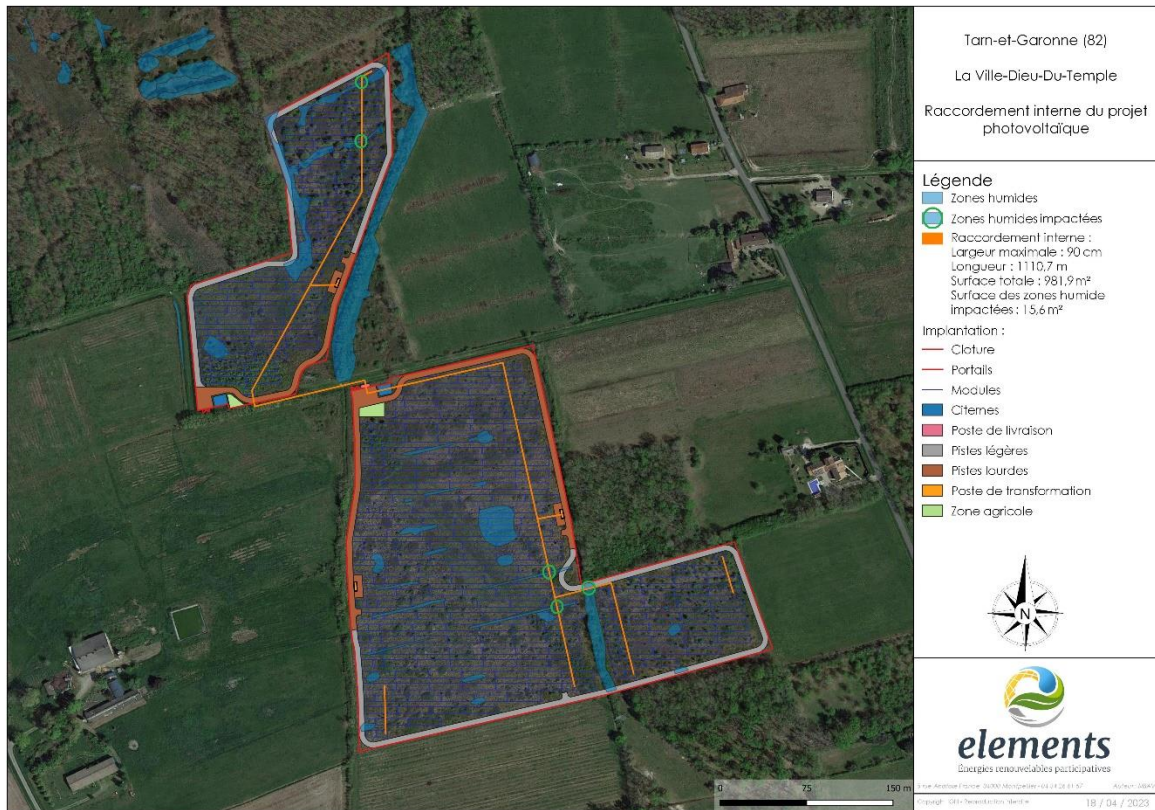 Tarn-et-Garonne (82)
La Ville-Dieu-Du-Temple
Raccordement interne du projet
photovoltaïque
Légende
Zones humides
Zones humides impactées
Raccordement interne :
Largeur maximale : 90 cm
Longueur : 1110,7 m
Surface totale : 981,9 m²
Surface des zones humide
impactées : 15,6 m²
Implantation :
Cloture
Portails
Modules
Citernes
Poste de livraison
Pistes légères
Pistes lourdes
Poste de transformation
Zone agricole
N
elements
Énergies renouvelables participatives
0 75 150 m
18 / 04 / 2023